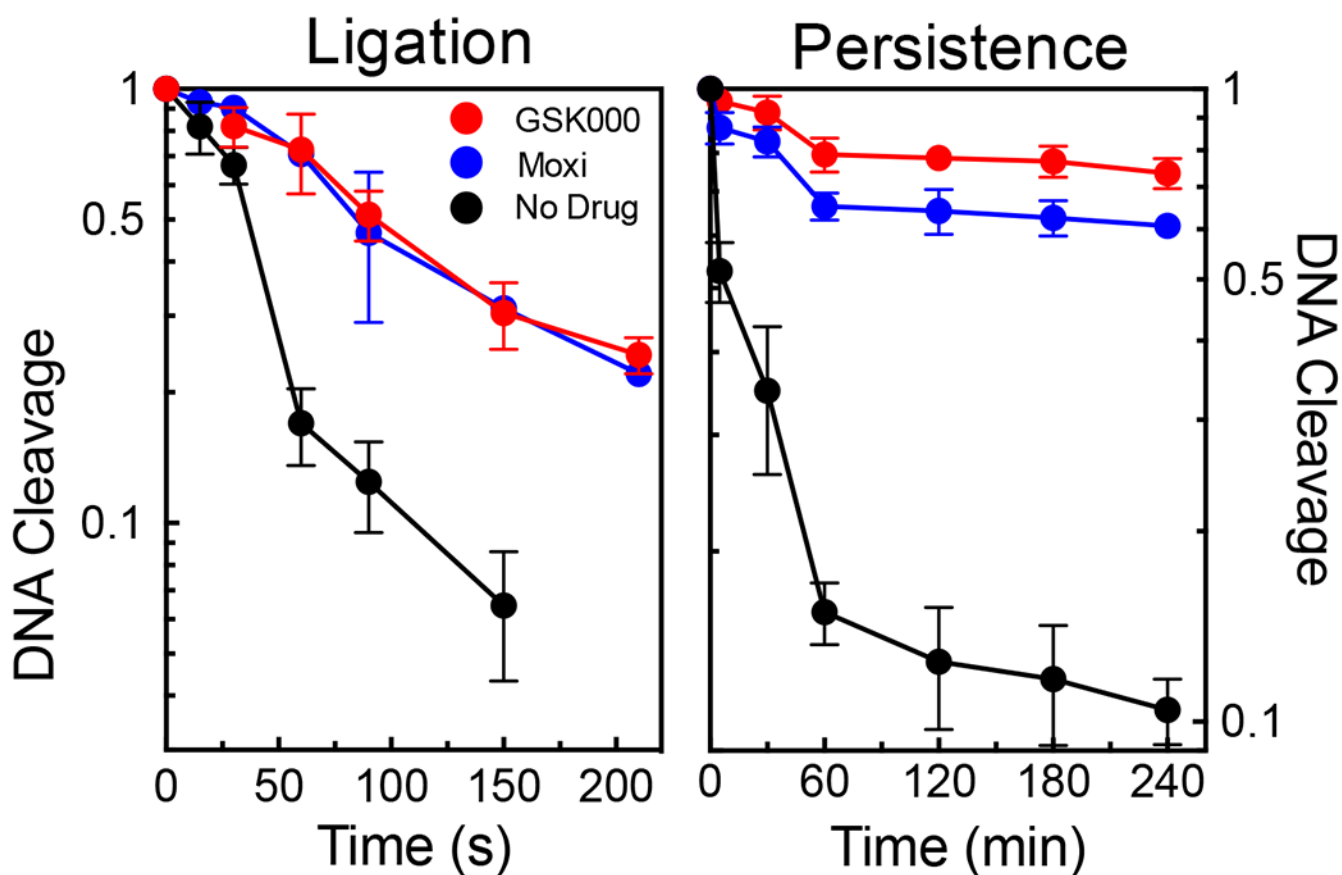 Ligation
1
0.5
0.1
DNA Cleavage
GSK000
Moxi
No Drug
0 50 100 150 200
Time (s)
Persistence
1
0.5
0.1
DNA Cleavage
0 60 120 180 240
Time (min)